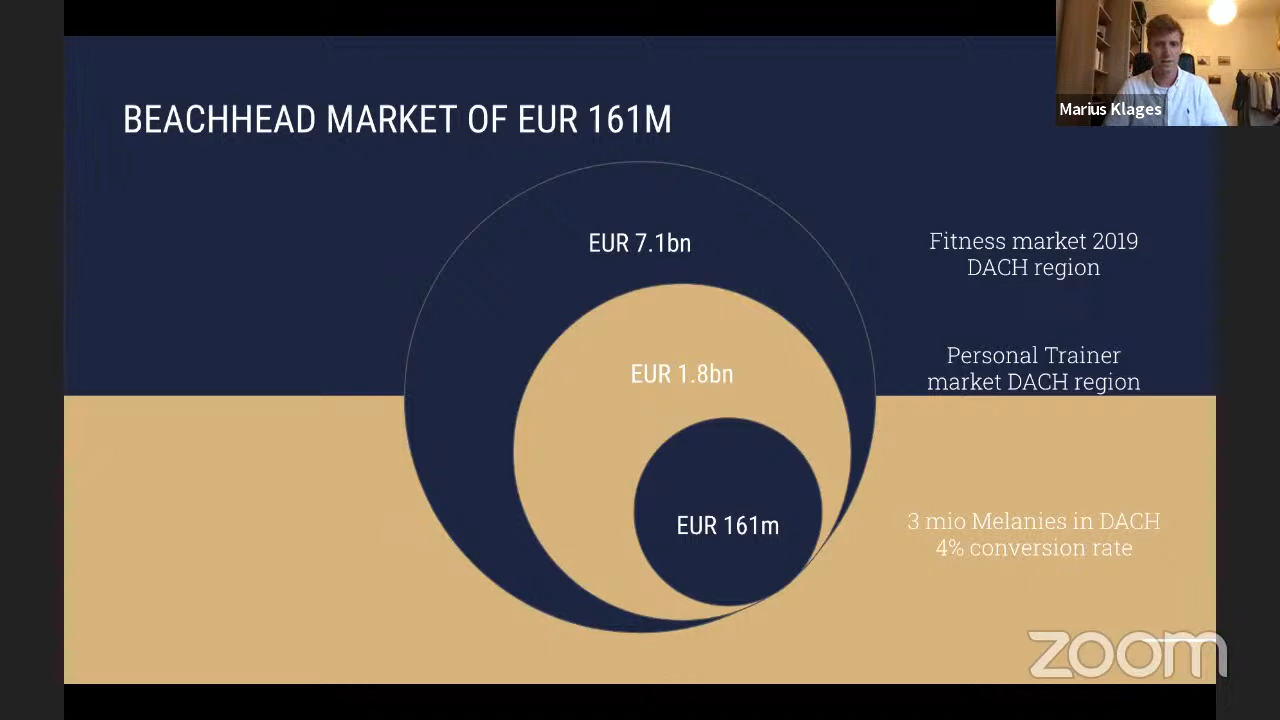 BEACHHEAD MARKET OF EUR 161M
Marius Klages
EUR 7.1bn
Fitness market 2019
DACH region
EUR 1.8bn
Personal Trainer
market DACH region
EUR 161m
3 mio Melanies in DACH
4% conversion rate
zoom